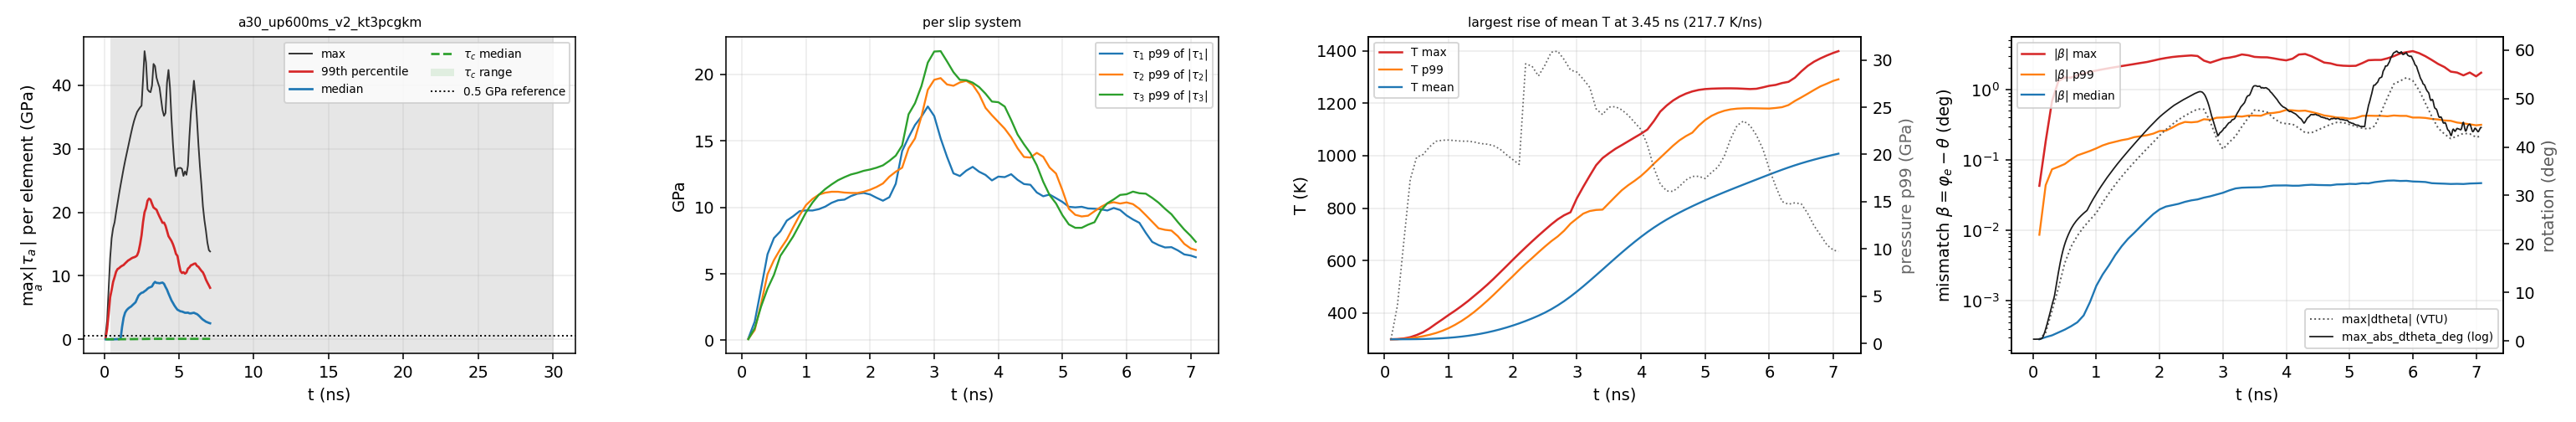 a30_up600ms_v2_kt3pcgkm
max
99th percentile
median
τc median
τc range
0.5 GPa reference
max|τa| per element (GPa)
a
40
30
20
10
0
0 5 10 15 20 25 30
t (ns)
per slip system
τ1 p99 of |τ1|
τ2 p99 of |τ2|
τ3 p99 of |τ3|
GPa
20
15
10
5
0
0 1 2 3 4 5 6 7
t (ns)
largest rise of mean T at 3.45 ns (217.7 K/ns)
T max
T p99
T mean
T (K)
1400
1200
1000
800
600
400
0 1 2 3 4 5 6 7
t (ns)
30
25
20
15
10
5
0
pressure p99 (GPa)
|β| max
|β| p99
|β| median
mismatch β = φe − θ (deg)
10⁰
10⁻¹
10⁻²
10⁻³
max|dtheta| (VTU)
max_abs_dtheta_deg (log)
0 1 2 3 4 5 6 7
t (ns)
60
50
40
30
20
10
0
rotation (deg)